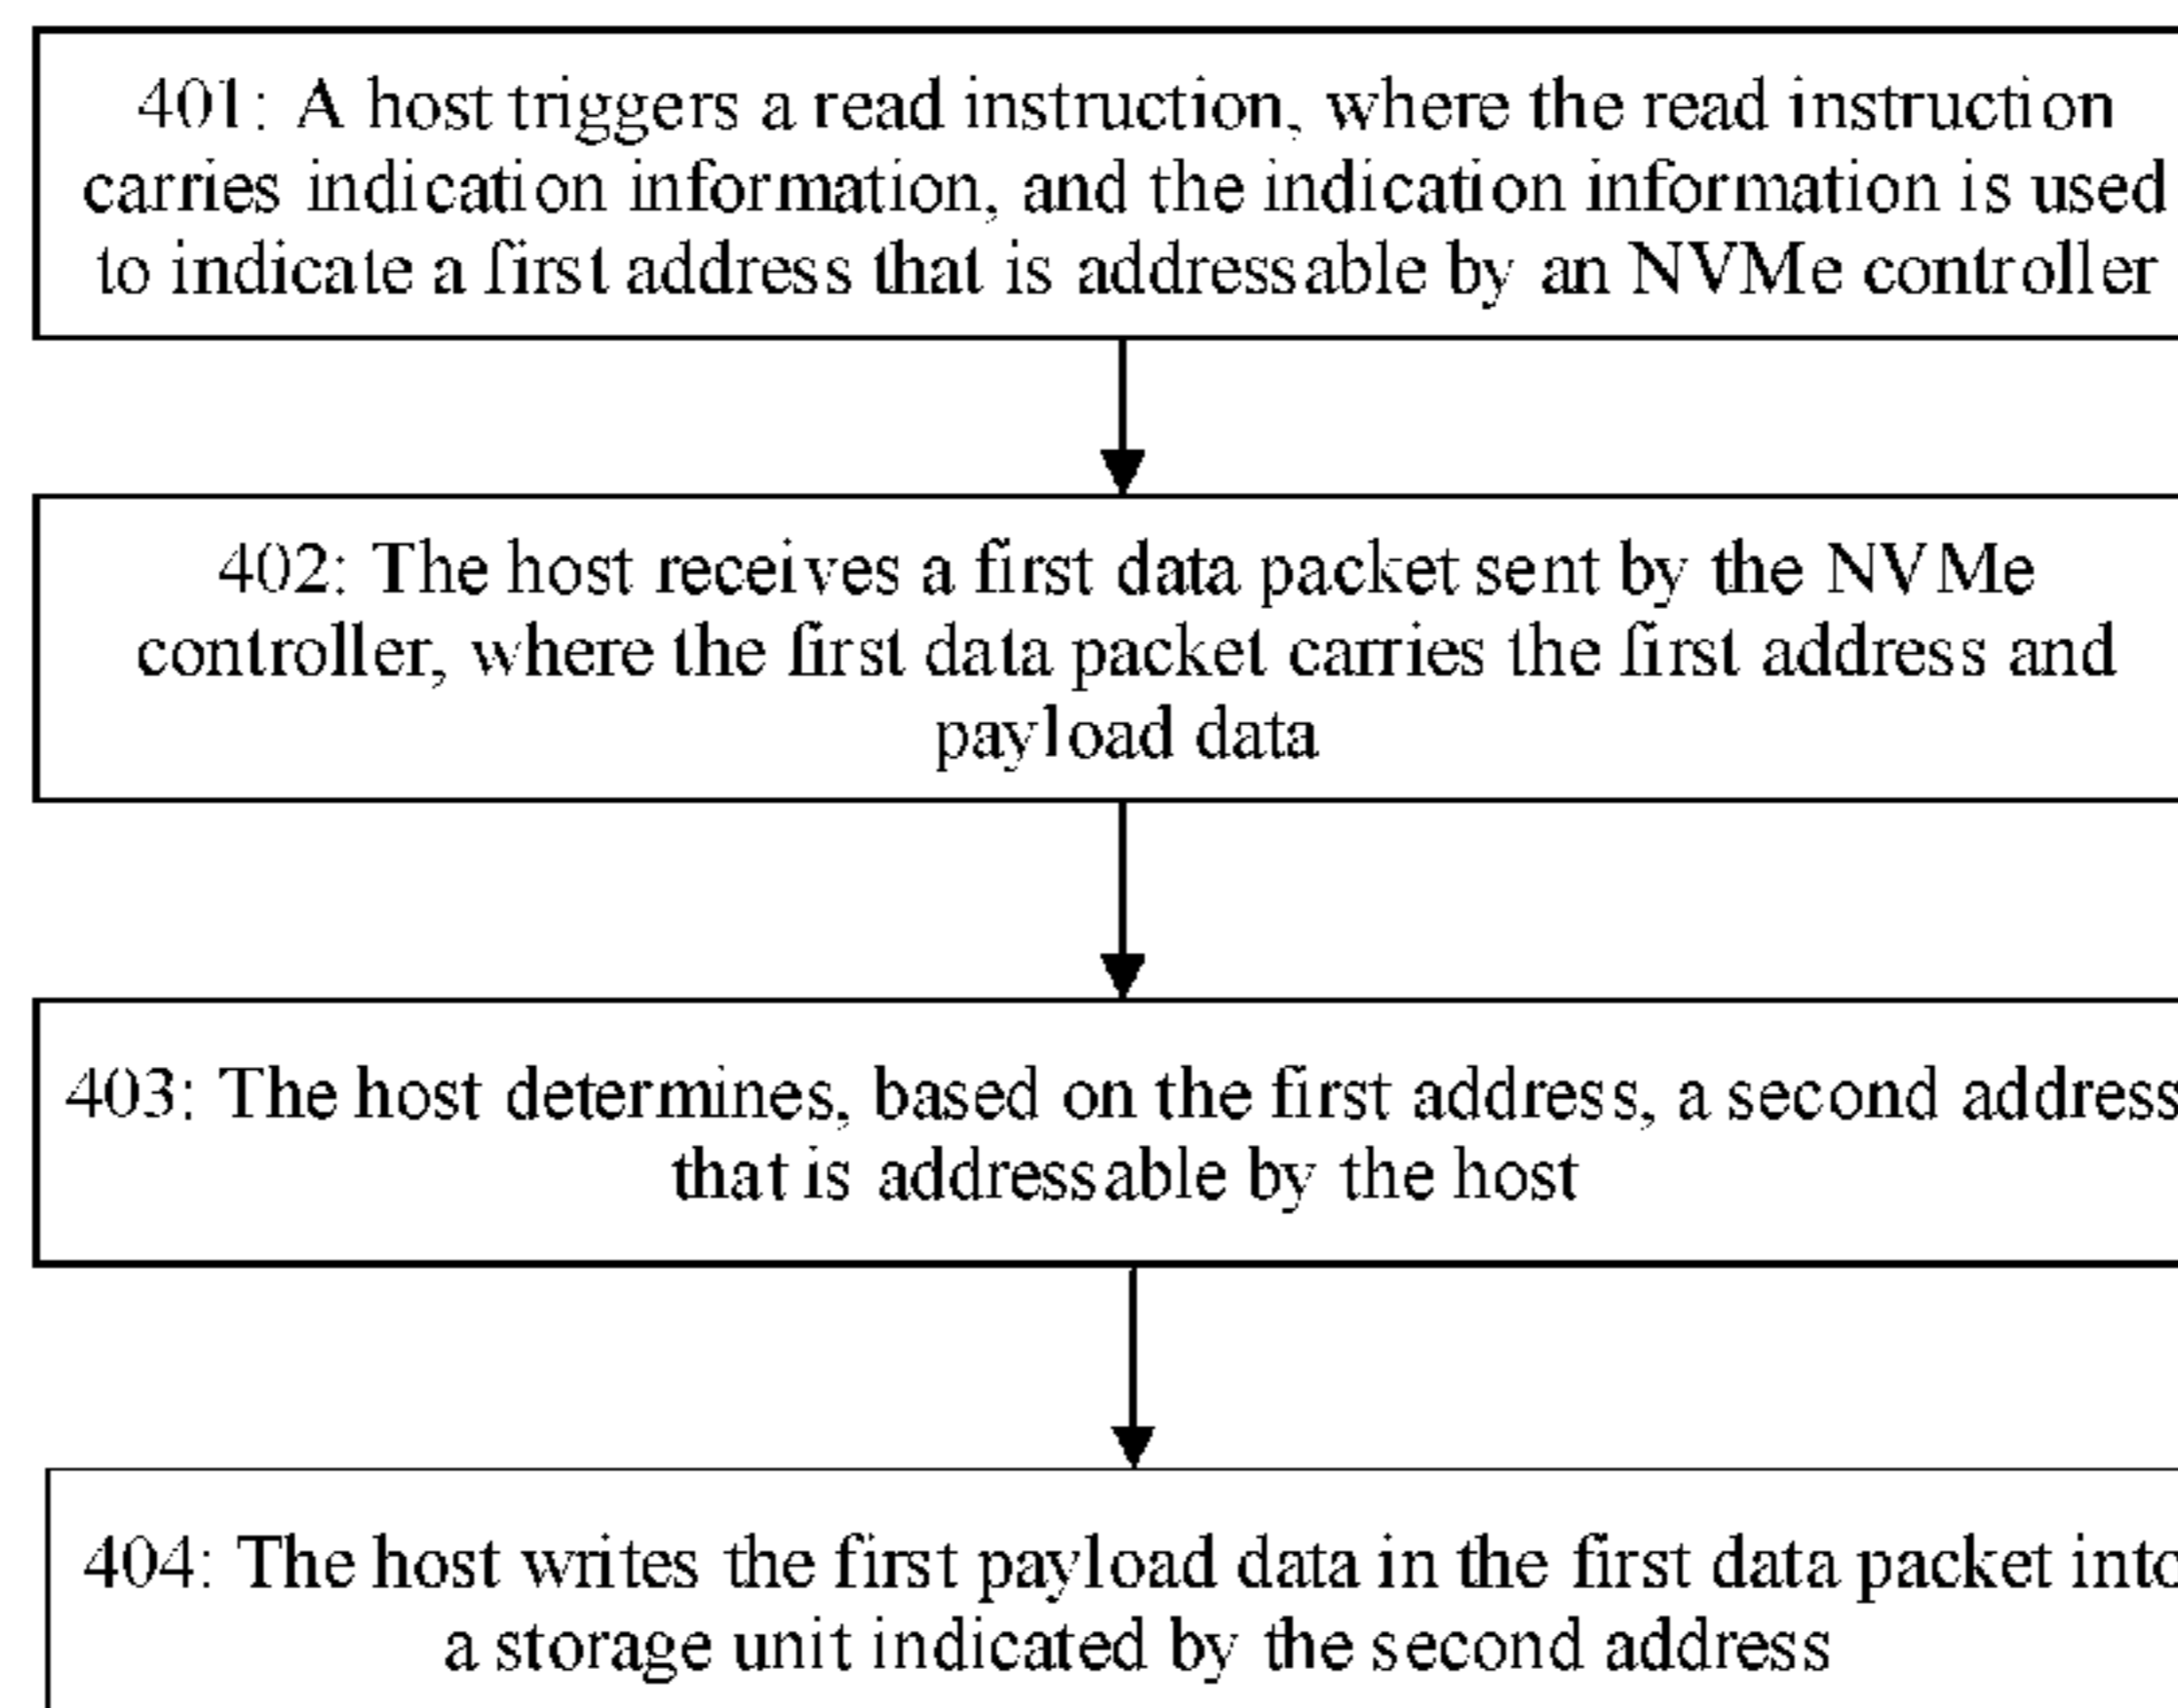 401: A host triggers a read instruction, where the read instruction
carries indication information, and the indication information is used
to indicate a first address that is addressable by an NVMe controller
402: The host receives a first data packet sent by the NVMe
controller, where the first data packet carries the first address and
payload data
403: The host determines, based on the first address, a second address
that is addressable by the host
404: The host writes the first payload data in the first data packet into
a storage unit indicated by the second address